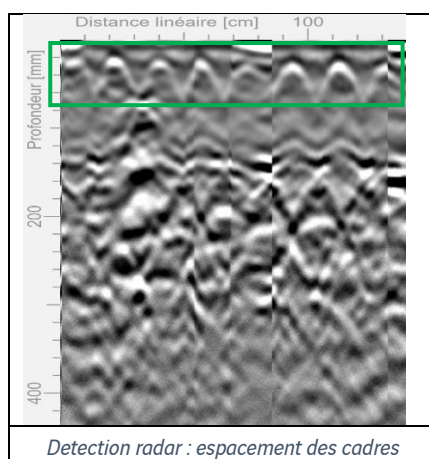 Distance linéaire [cm] 100
Profondeur [mm]
200
400
Detection radar : espacement des cadres